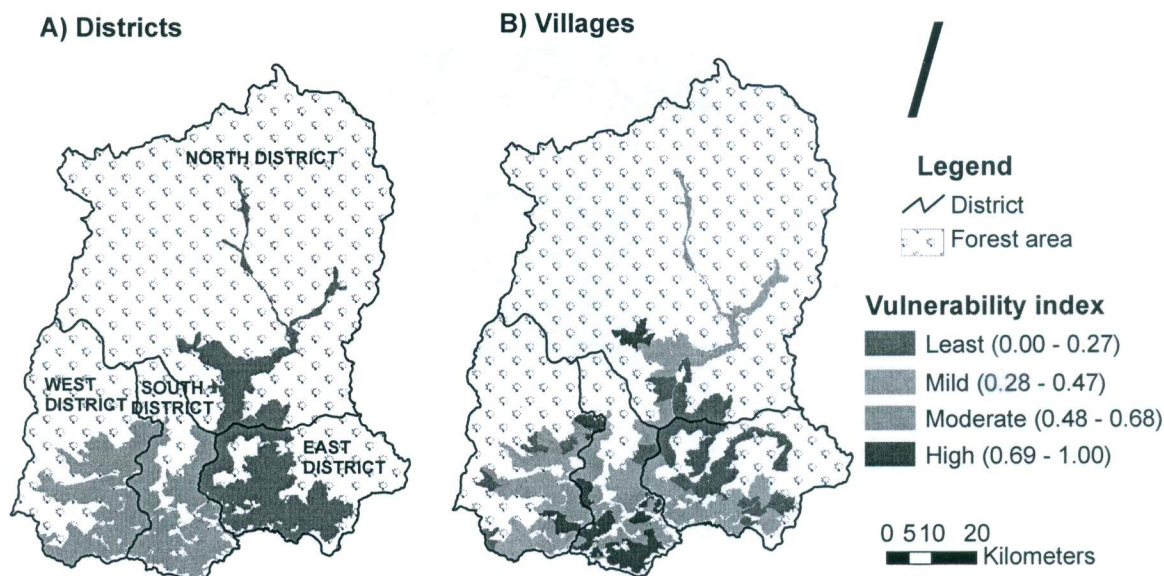 A) Districts
B) Villages
NORTH DISTRICT
WEST
DISTRICT
SOUTH
DISTRICT
EAST
DISTRICT
Legend
District
Forest area
Vulnerability index
Least (0.00 - 0.27)
Mild (0.28 - 0.47)
Moderate (0.48 - 0.68)
High (0.69 - 1.00)
0 5 10 20
Kilometers